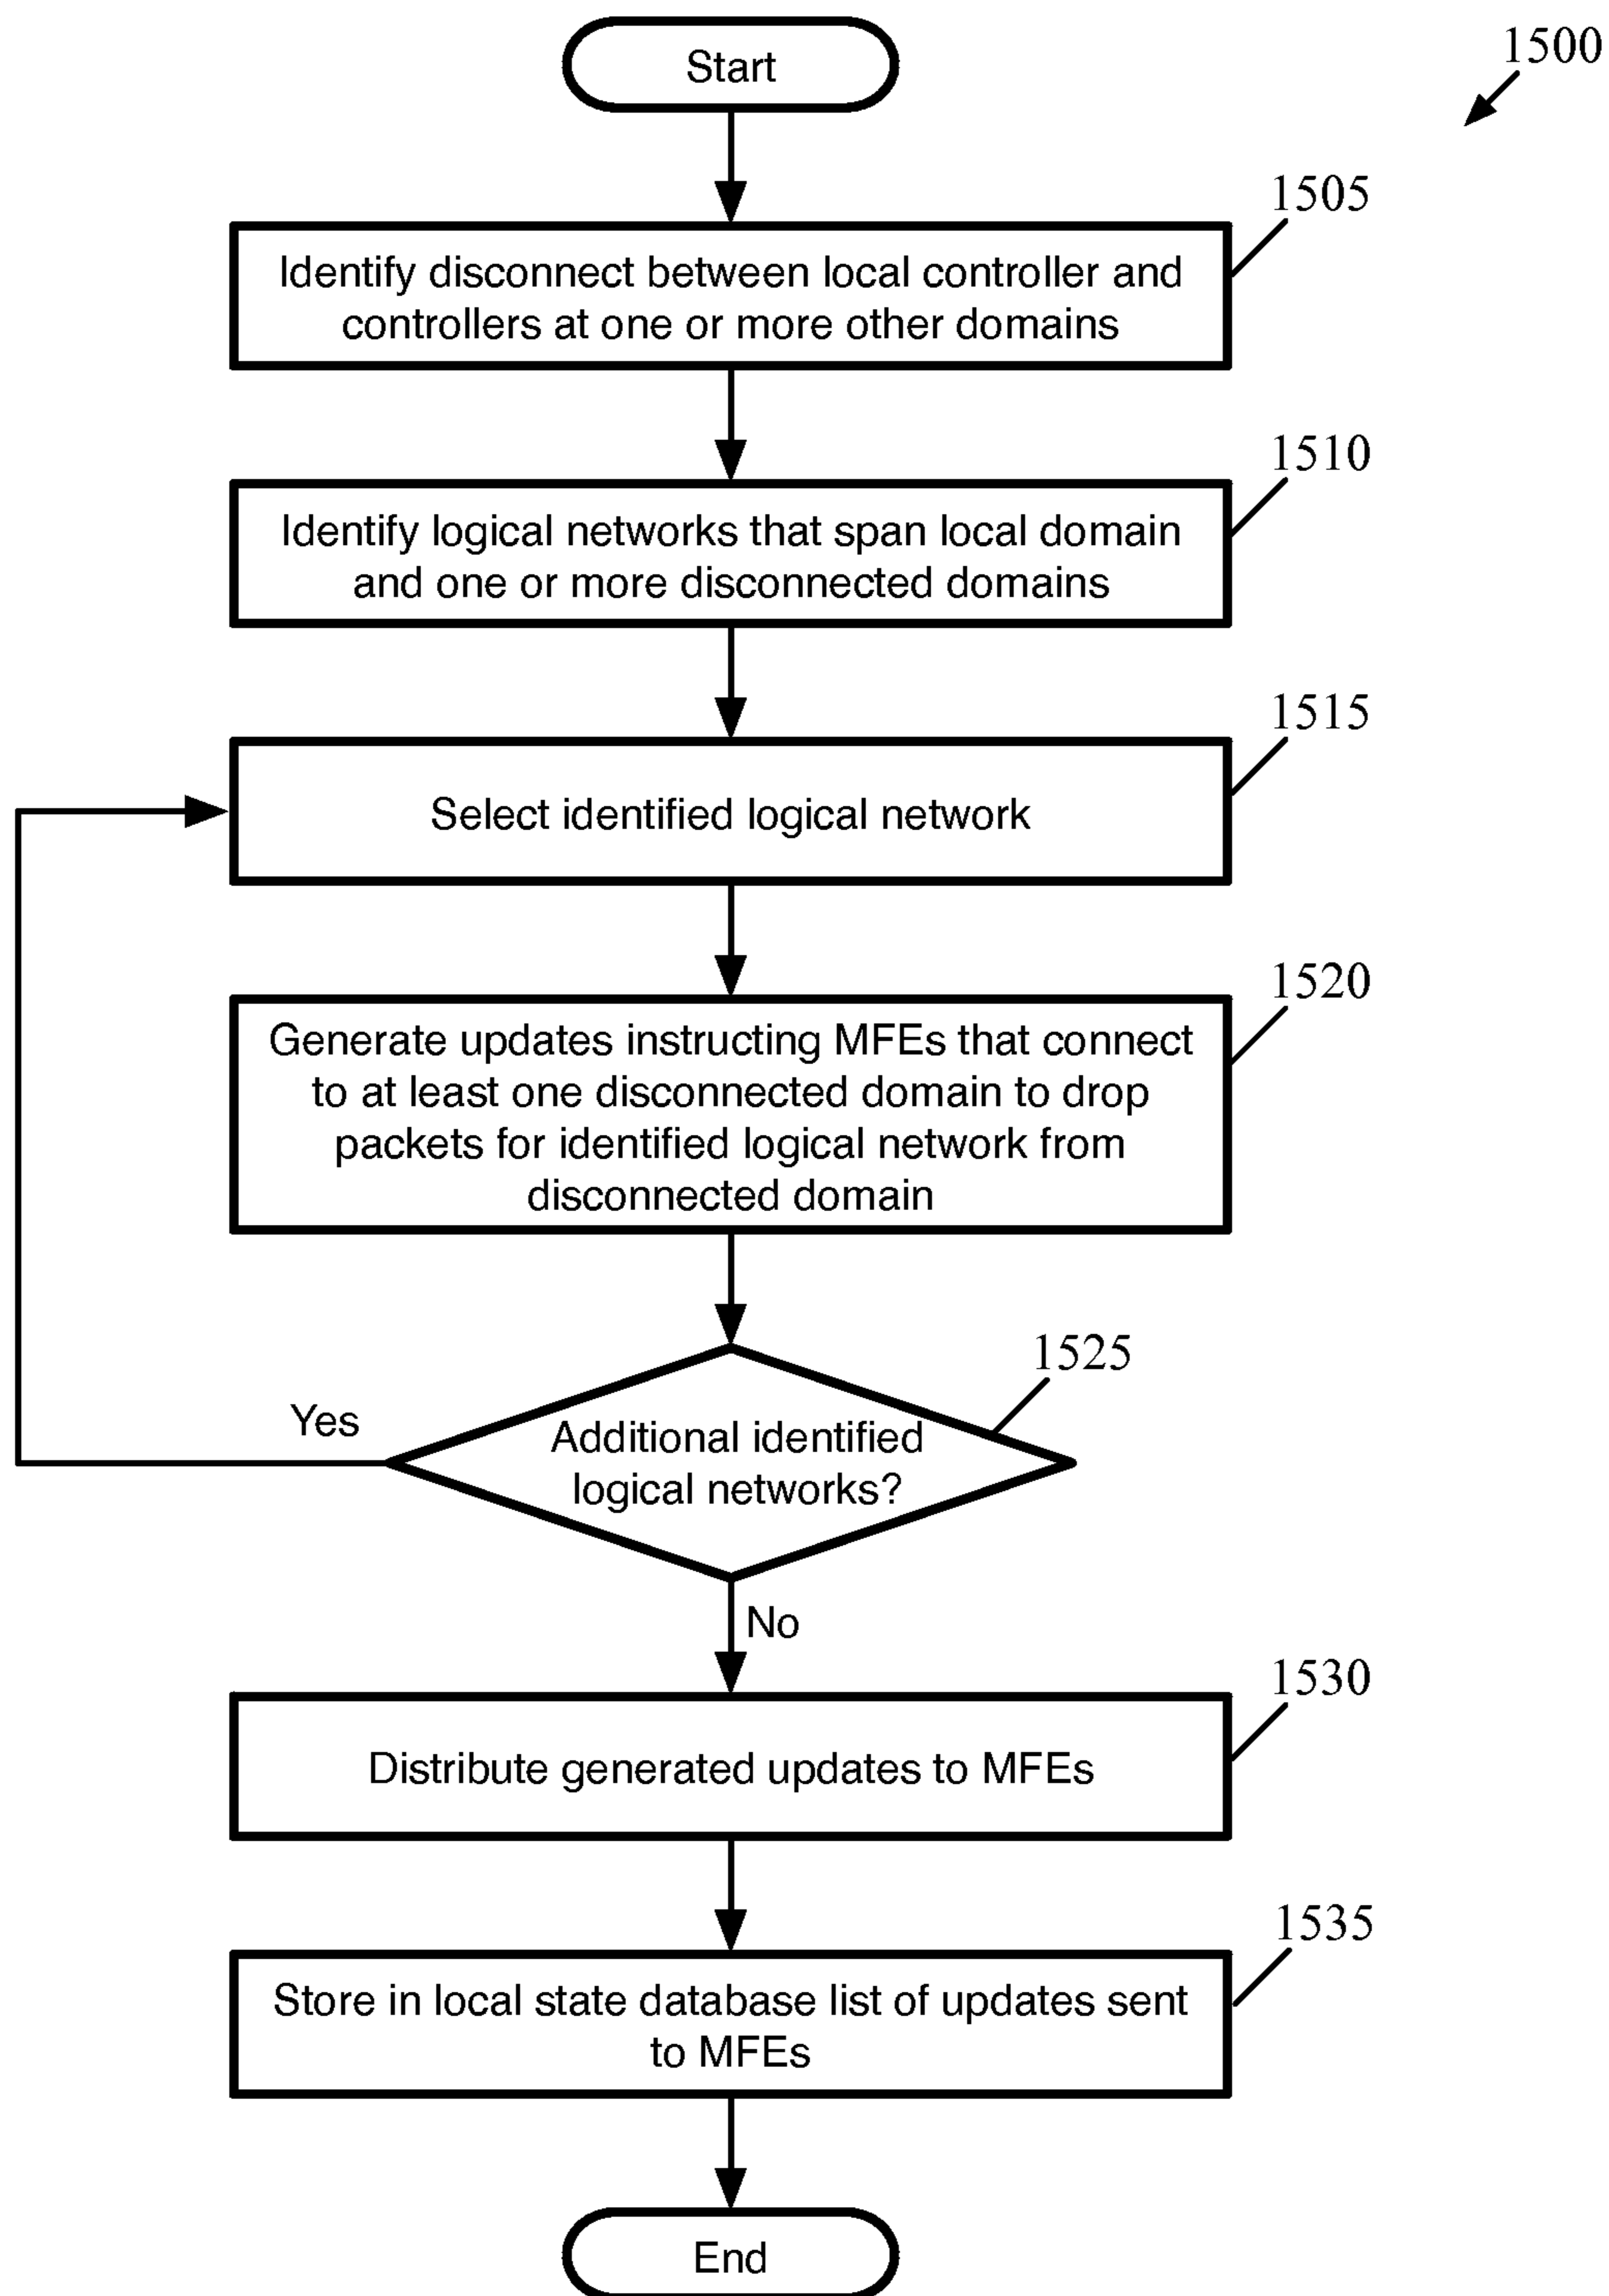 Start
1500
1505
Identify disconnect between local controller and
controllers at one or more other domains
1510
Identify logical networks that span local domain
and one or more disconnected domains
1515
Select identified logical network
1520
Generate updates instructing MFEs that connect
to at least one disconnected domain to drop
packets for identified logical network from
disconnected domain
1525
Yes
Additional identified
logical networks?
No
1530
Distribute generated updates to MFEs
1535
Store in local state database list of updates sent
to MFEs
End